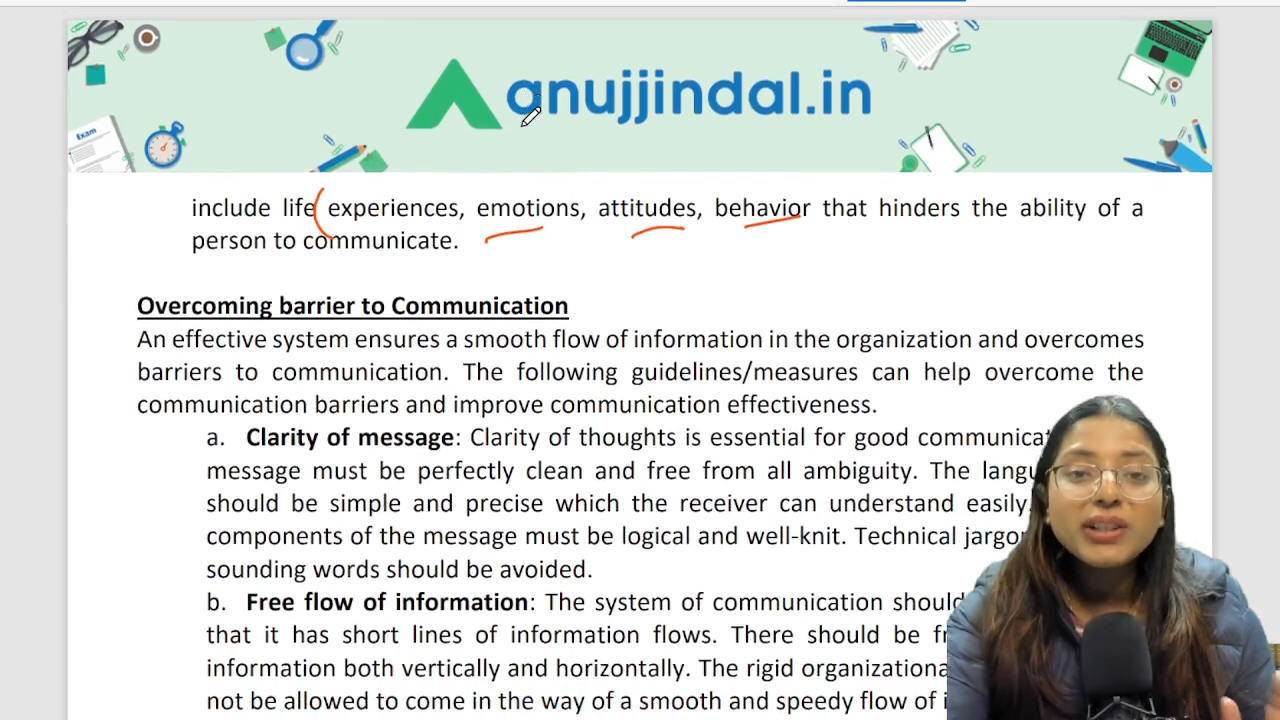 Exam
anujjindal.in
include life experiences, emotions, attitudes, behavior that hinders the ability of a
person to communicate.
Overcoming barrier to Communication
An effective system ensures a smooth flow of information in the organization and overcomes
barriers to communication. The following guidelines/measures can help overcome the
communication barriers and improve communication effectiveness.
a. Clarity of message: Clarity of thoughts is essential for good
message must be perfectly clean and free from all ambiguity. The
should be simple and precise which the receiver can understand easily.
components of the message must be logical and well-knit. Technical
sounding words should be avoided.
b. Free flow of information: The system of communication should
that it has short lines of information flows. There should be
information both vertically and horizontally. The rigid
not be allowed to come in the way of a smooth and speedy flow of